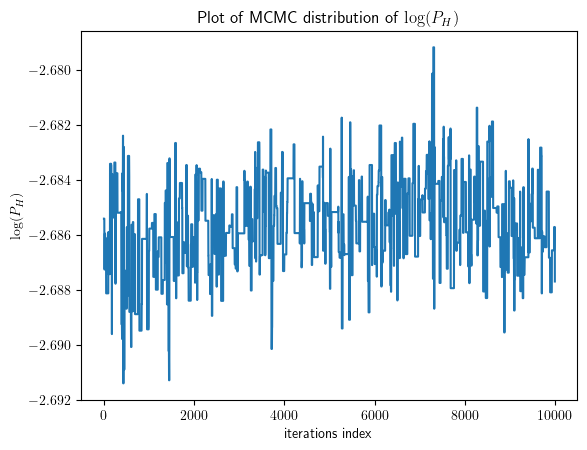 Plot of MCMC distribution of log(P_H)
−2.680
−2.682
−2.684
−2.686
−2.688
−2.690
−2.692
log(P_H)
0 2000 4000 6000 8000 10000
iterations index